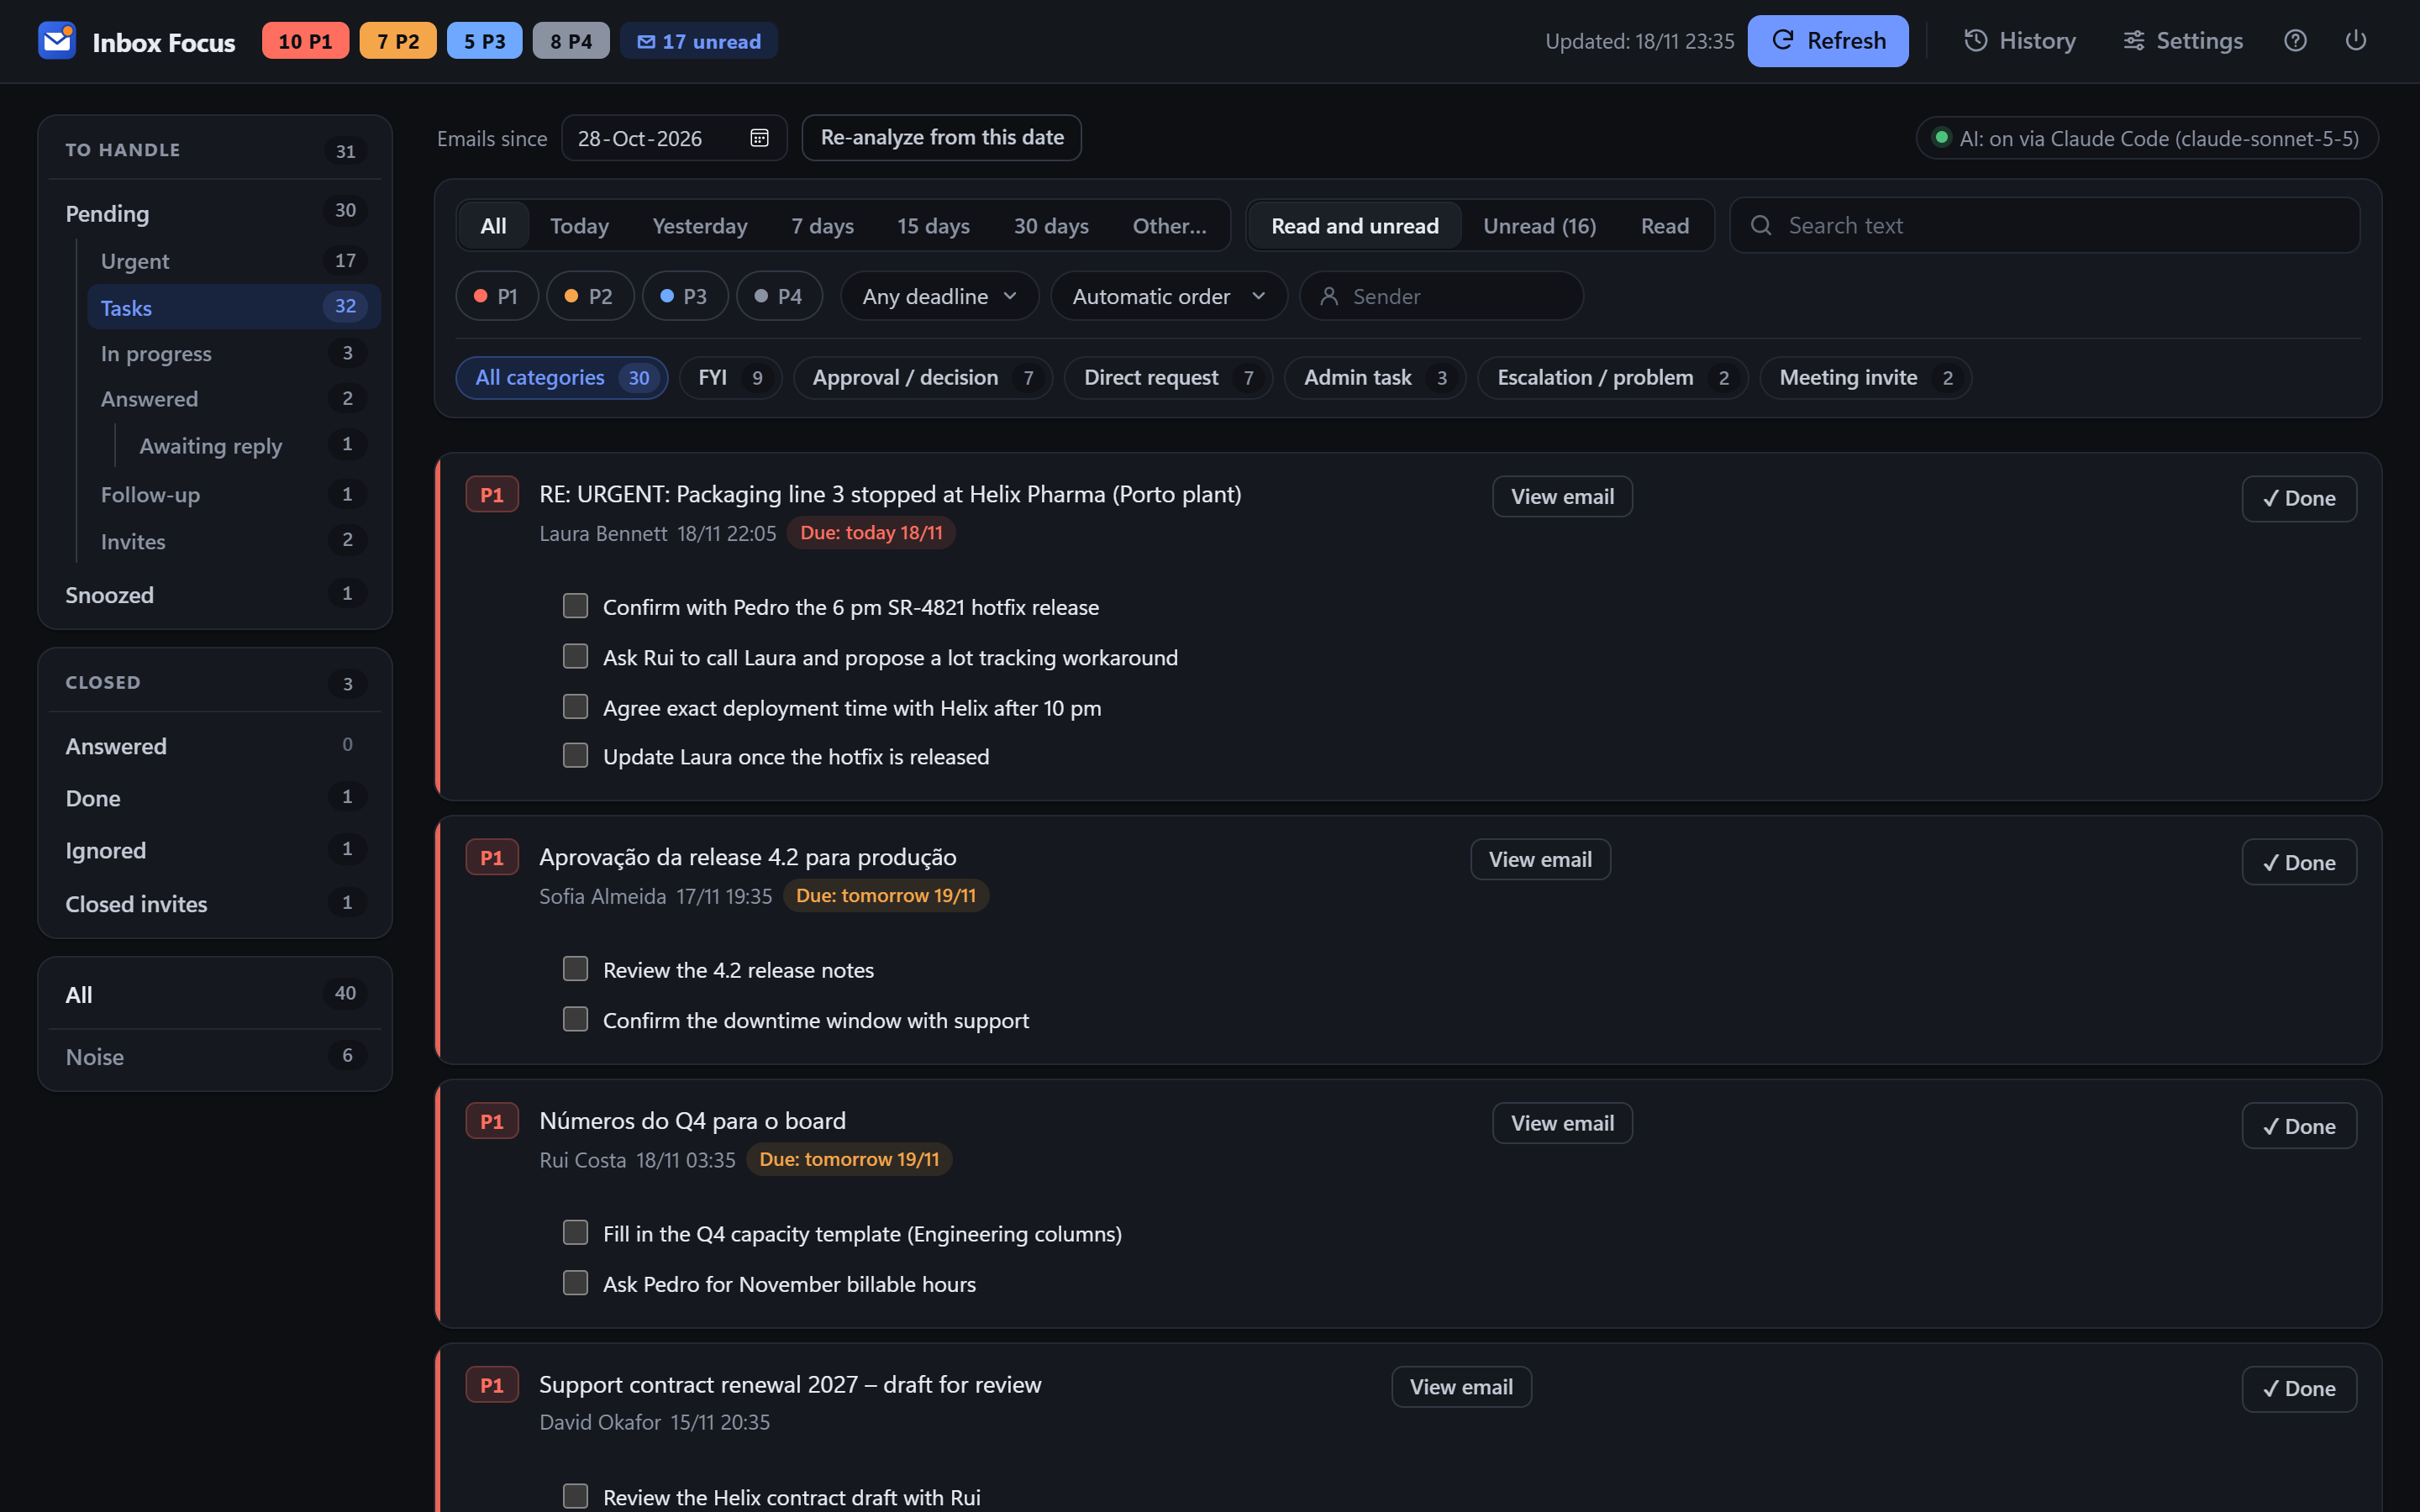 Inbox Focus 10 P1 7 P2 5 P3 8 P4 17 unread Updated: 18/11 23:35 Refresh History Settings
TO HANDLE 31
Pending 30
Urgent 17
Tasks 32
In progress 3
Answered 2
Awaiting reply 1
Follow-up 1
Invites 2
Snoozed 1
CLOSED 3
Answered 0
Done 1
Ignored 1
Closed invites 1
All 40
Noise 6
Emails since 28-Oct-2026 Re-analyze from this date AI: on via Claude Code (claude-sonnet-5-5)
All Today Yesterday 7 days 15 days 30 days Other... Read and unread Unread (16) Read Search text
P1 P2 P3 P4 Any deadline Automatic order Sender
All categories 30 FYI 9 Approval / decision 7 Direct request 7 Admin task 3 Escalation / problem 2 Meeting invite 2
P1 RE: URGENT: Packaging line 3 stopped at Helix Pharma (Porto plant) View email ✓ Done
Laura Bennett 18/11 22:05 Due: today 18/11
Confirm with Pedro the 6 pm SR-4821 hotfix release
Ask Rui to call Laura and propose a lot tracking workaround
Agree exact deployment time with Helix after 10 pm
Update Laura once the hotfix is released
P1 Aprovação da release 4.2 para produção View email ✓ Done
Sofia Almeida 17/11 19:35 Due: tomorrow 19/11
Review the 4.2 release notes
Confirm the downtime window with support
P1 Números do Q4 para o board View email ✓ Done
Rui Costa 18/11 03:35 Due: tomorrow 19/11
Fill in the Q4 capacity template (Engineering columns)
Ask Pedro for November billable hours
P1 Support contract renewal 2027 – draft for review View email ✓ Done
David Okafor 15/11 20:35
Review the Helix contract draft with Rui